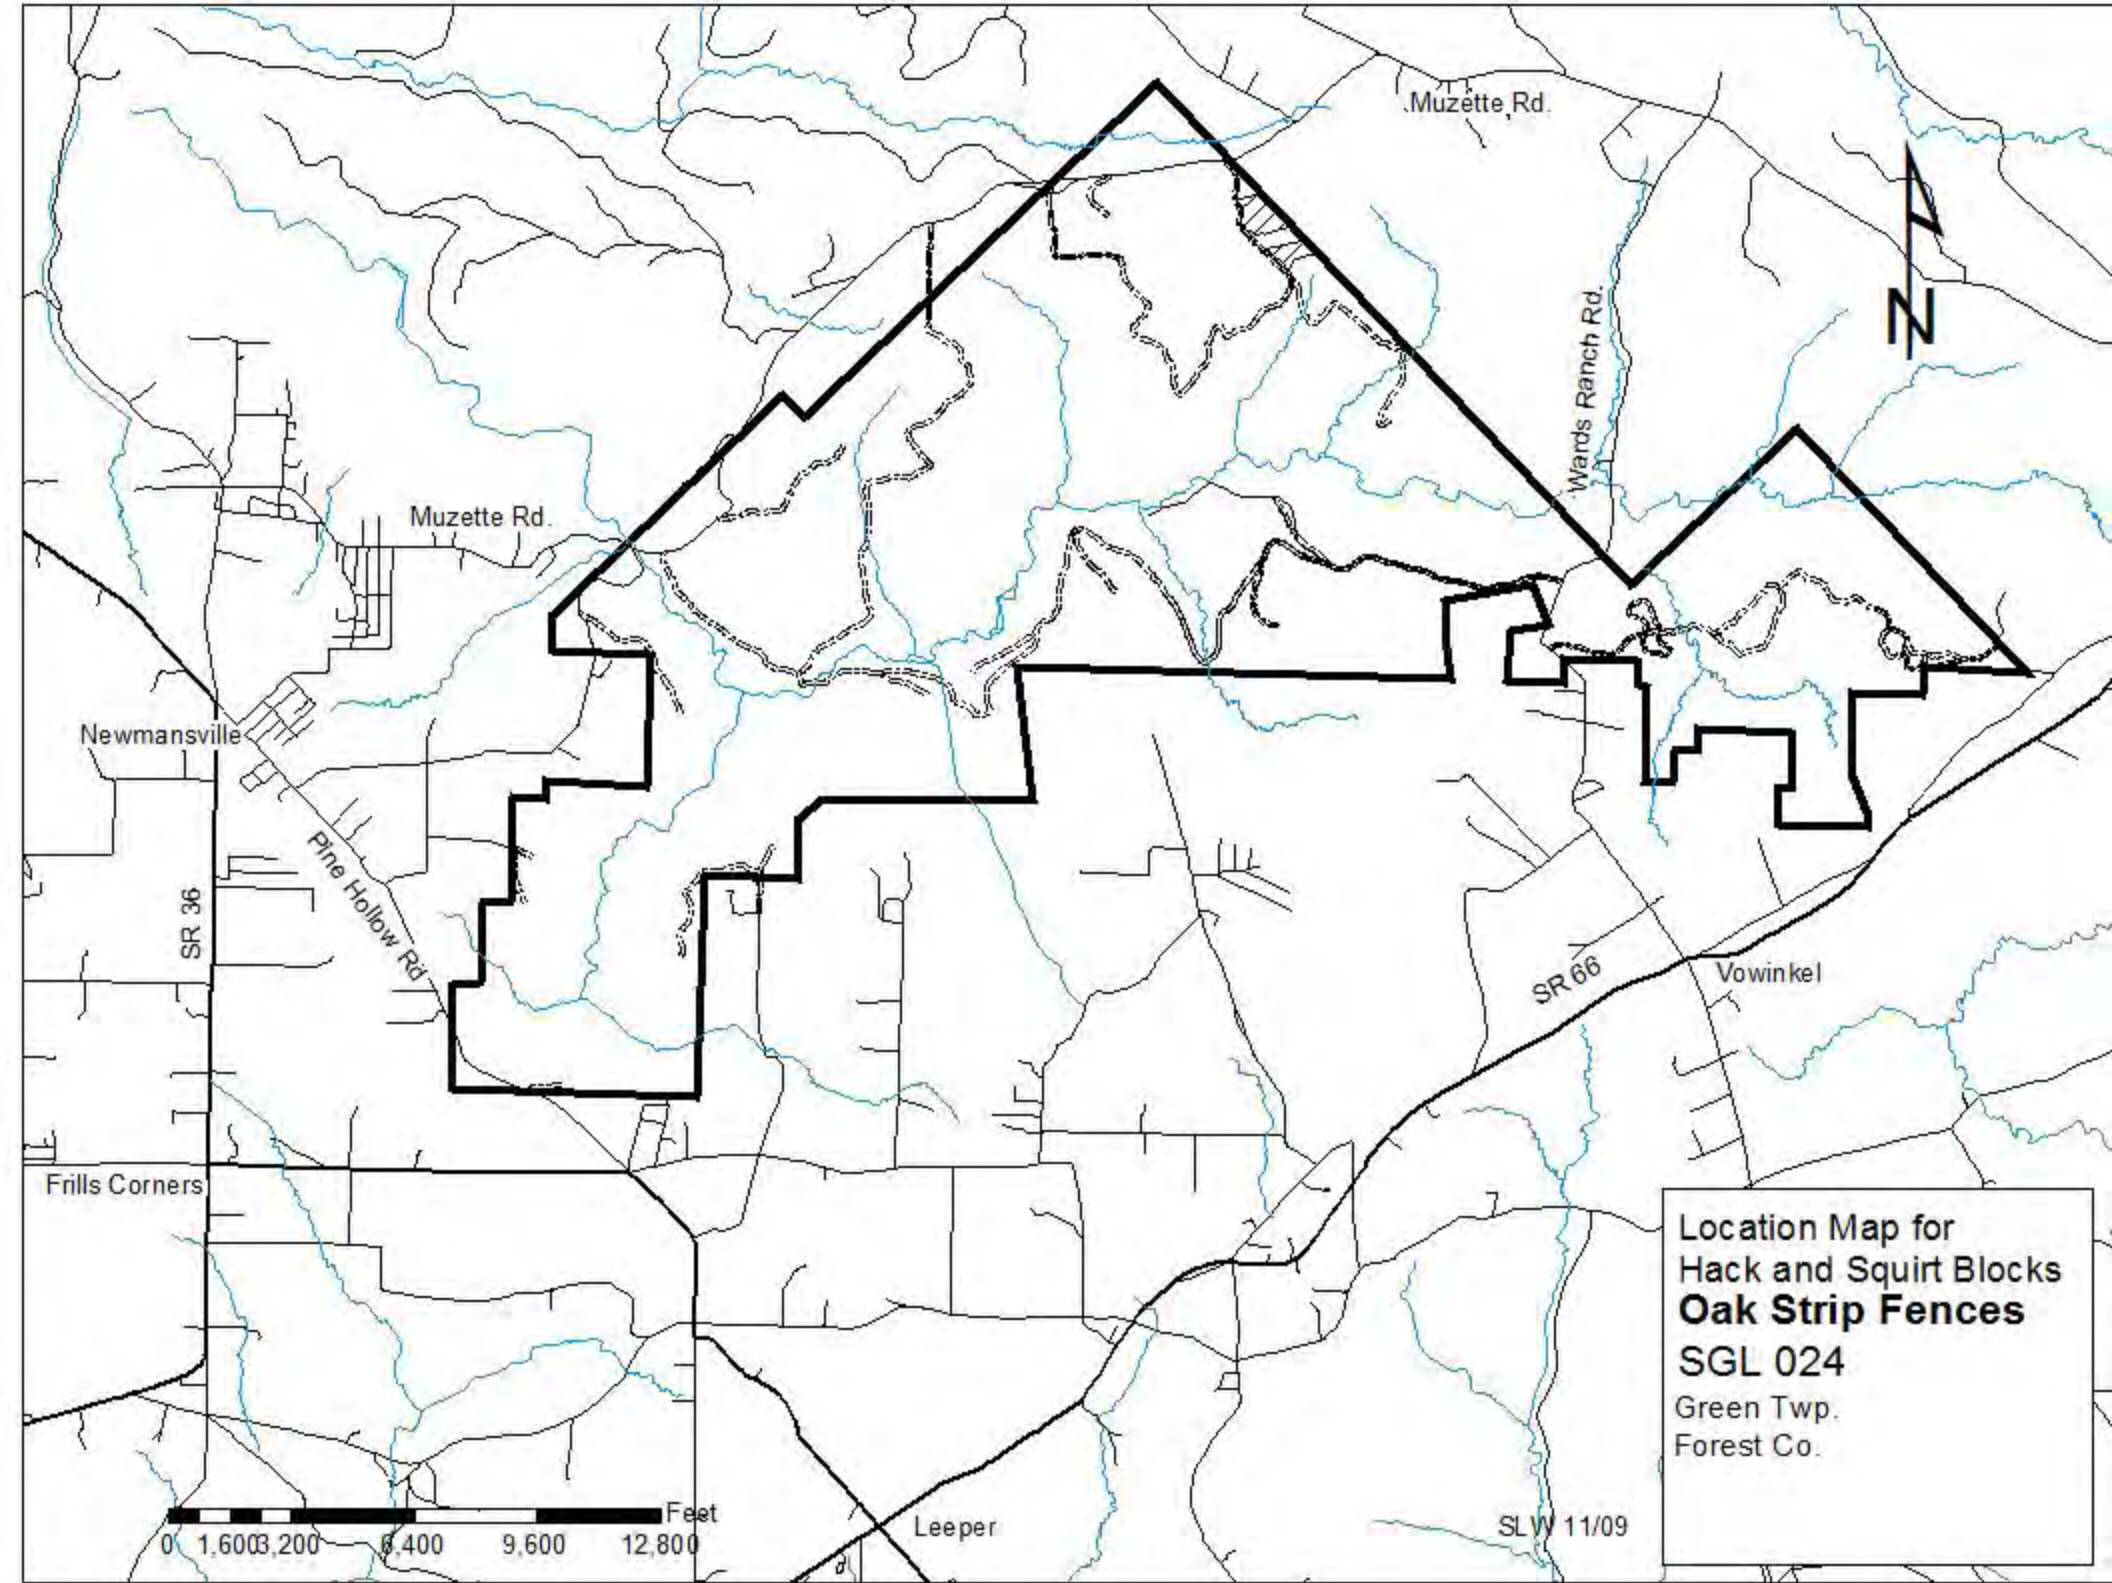 Muzette Rd.
Wards Ranch Rd.
N
Muzette Rd.
Newmansville
Pine Hollow Rd
SR 36
SR 66
Vowinkel
Frills Corners
Location Map for
Hack and Squirt Blocks
Oak Strip Fences
SGL 024
Green Twp.
Forest Co.
Feet
0 1,600 3,200 6,400 9,600 12,800
Leeper
SLW 11/09